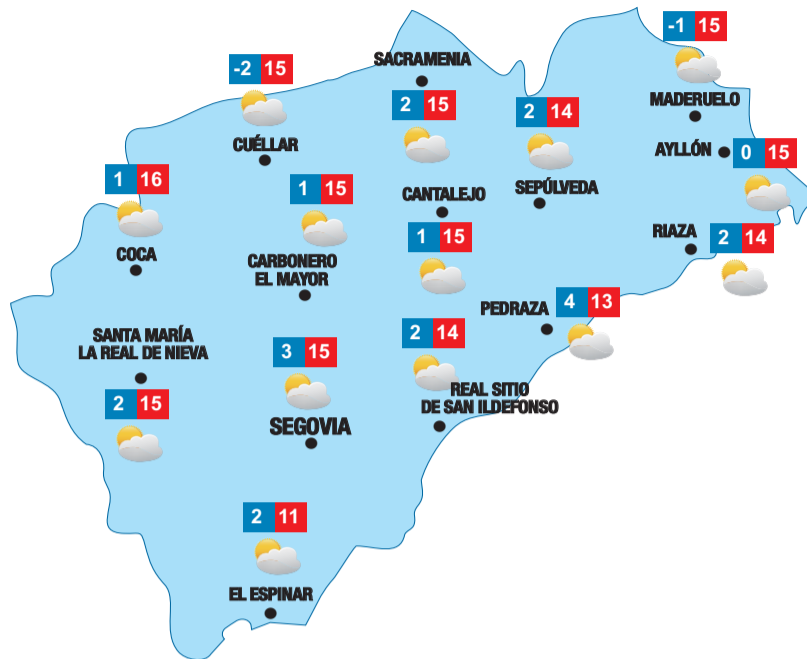 -1 15
MADERUELO
SACRAMENIA
2 15
-2 15
CUÉLLAR
2 14
SEPÚLVEDA
AYLLÓN
0 15
1 16
COCA
1 15
CARBONERO
EL MAYOR
CANTALEJO
1 15
RIAZA
2 14
PEDRAZA
4 13
SANTA MARÍA
LA REAL DE NIEVA
2 15
3 15
SEGOVIA
2 14
REAL SITIO
DE SAN ILDEFONSO
2 11
EL ESPINAR